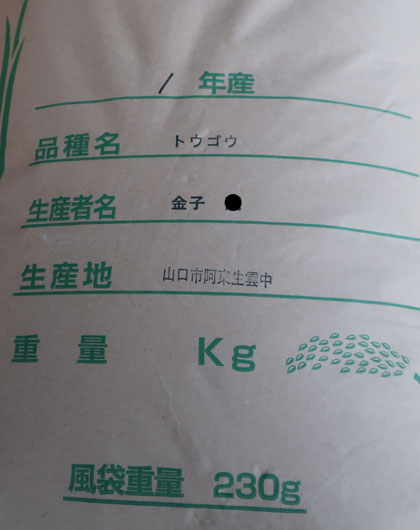 / 年産
品種名 トウゴウ
生産者名 金子
生産地 山口市阿東生雲中
重量 Kg
風袋重量 230g